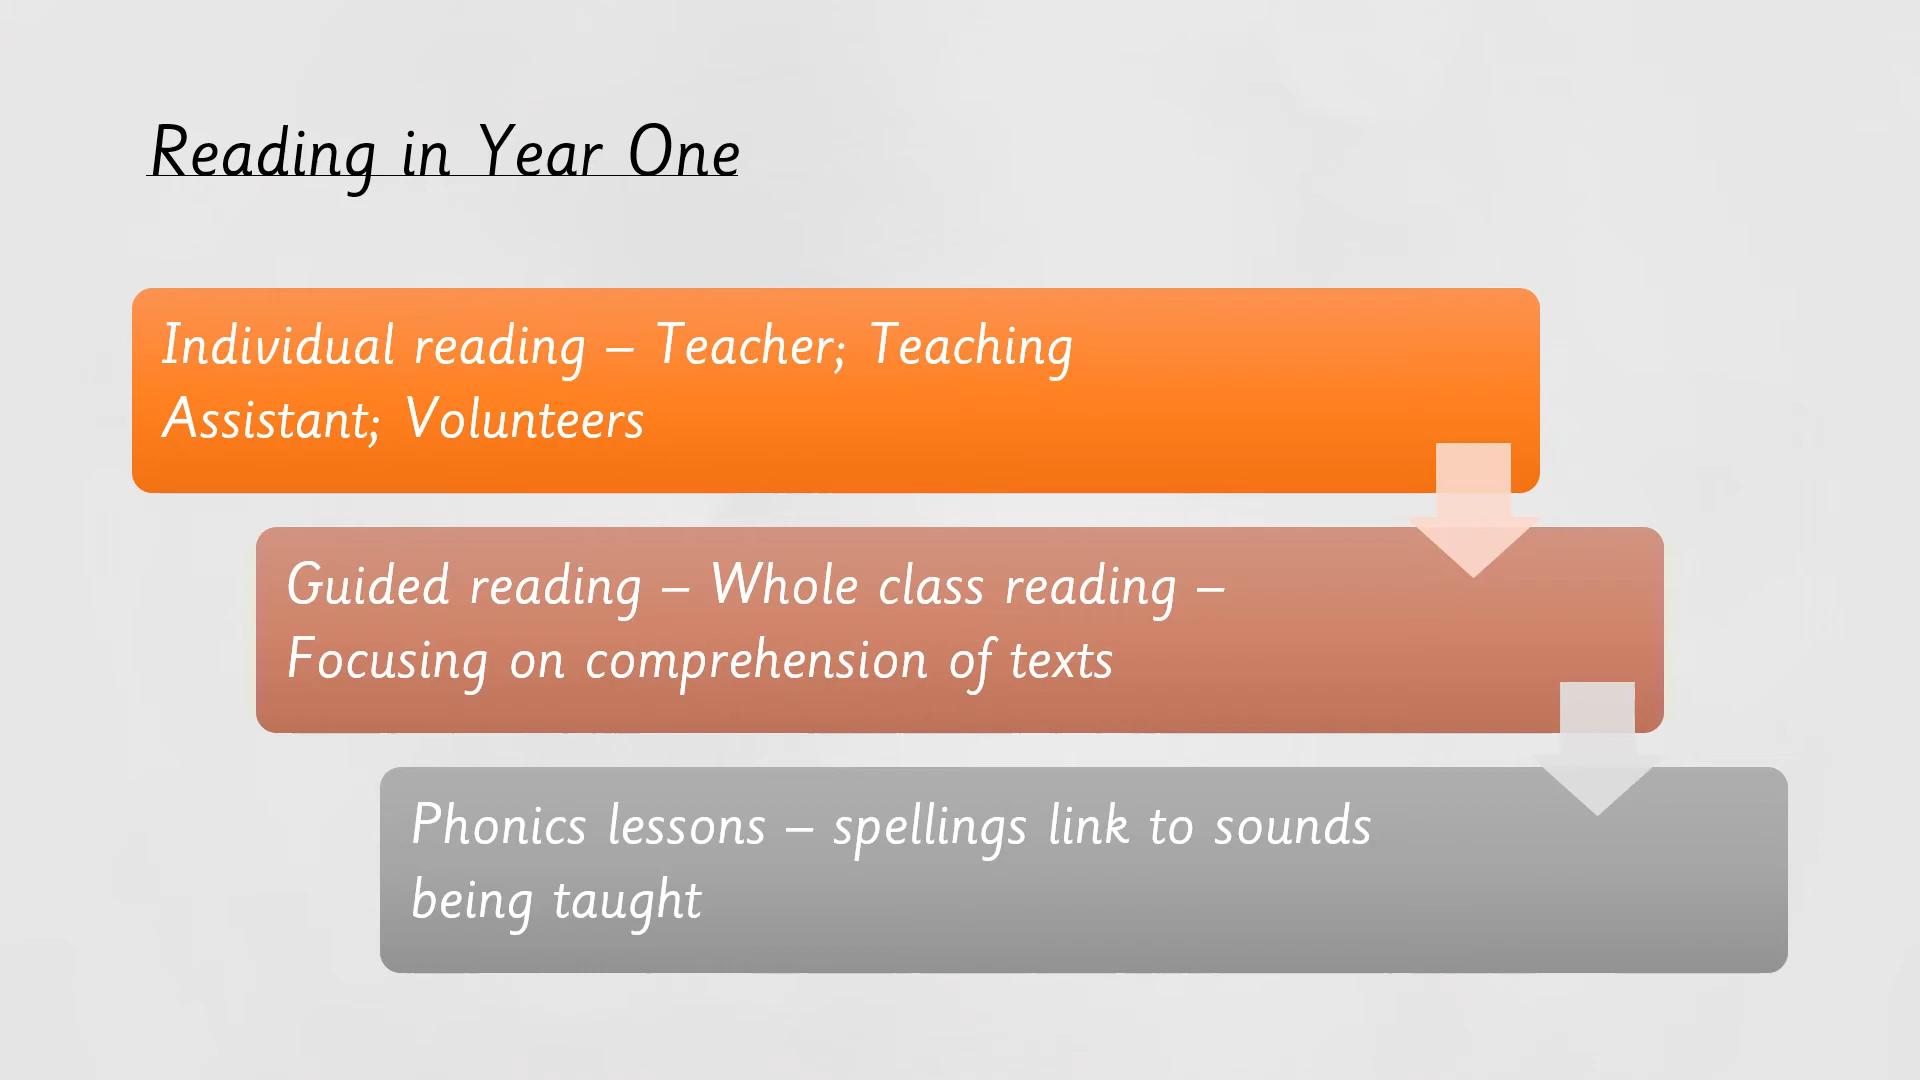 Reading in Year One
Individual reading – Teacher; Teaching
Assistant; Volunteers
Guided reading – Whole class reading –
Focusing on comprehension of texts
Phonics lessons – spellings link to sounds
being taught